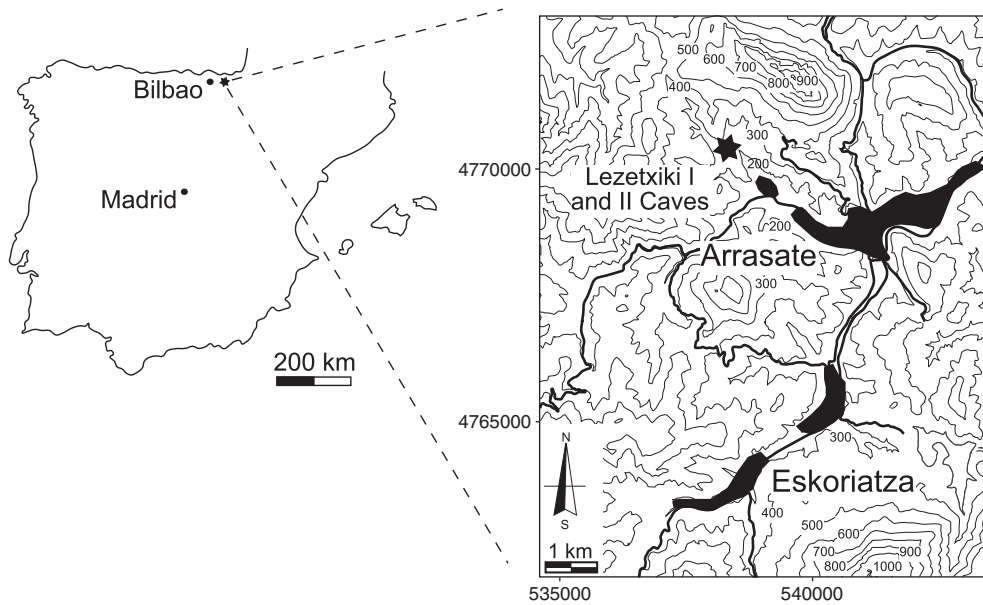 Bilbao
Madrid
200 km
500
600
700
800
900
400
300
200
4770000
Lezetxiki I
and II Caves
200
Arrasate
300
4765000
300
N
S
Eskoriatza
400
500
600
700
800
900
1000
1 km
535000
540000